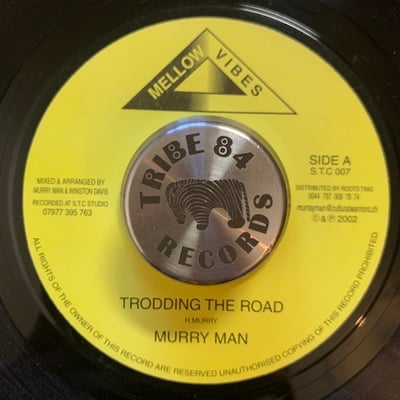 MELLOW VIBES
TRIBE 84
RECORDS
MIXED & ARRANGED BY
MURRY MAN & WINSTON DAVIS
RECORDED AT S.T.C STUDIO
07977 395 763
SIDE A
S.T.C 007
DISTRIBUTED BY ROOTS TING
0044 797 009 78 74
murrayman@culturalwarriors.ch
©&℗ 2002
TRODDING THE ROAD
H.MURRY
MURRY MAN
ALL RIGHTS OF THE OWNER OF THIS RECORD ARE RESERVED UNAUTHORISED COPYING OF THIS RECORD PROHIBITED.